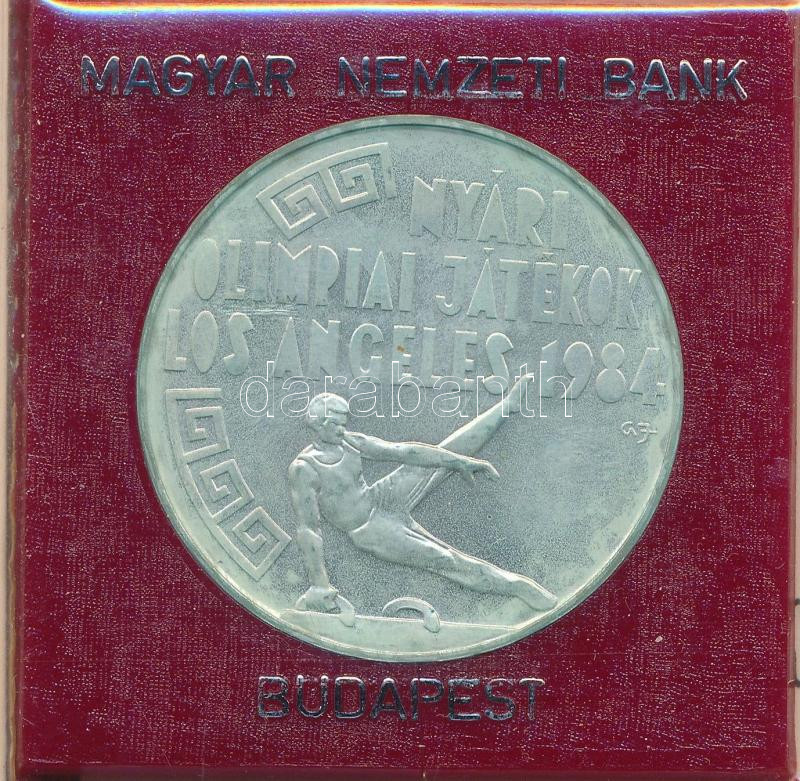 MAGYAR NEMZETI BANK
NYÁRI
OLIMPIAI JÁTÉKOK
LOS ANGELES 1984
darabanth
BUDAPEST